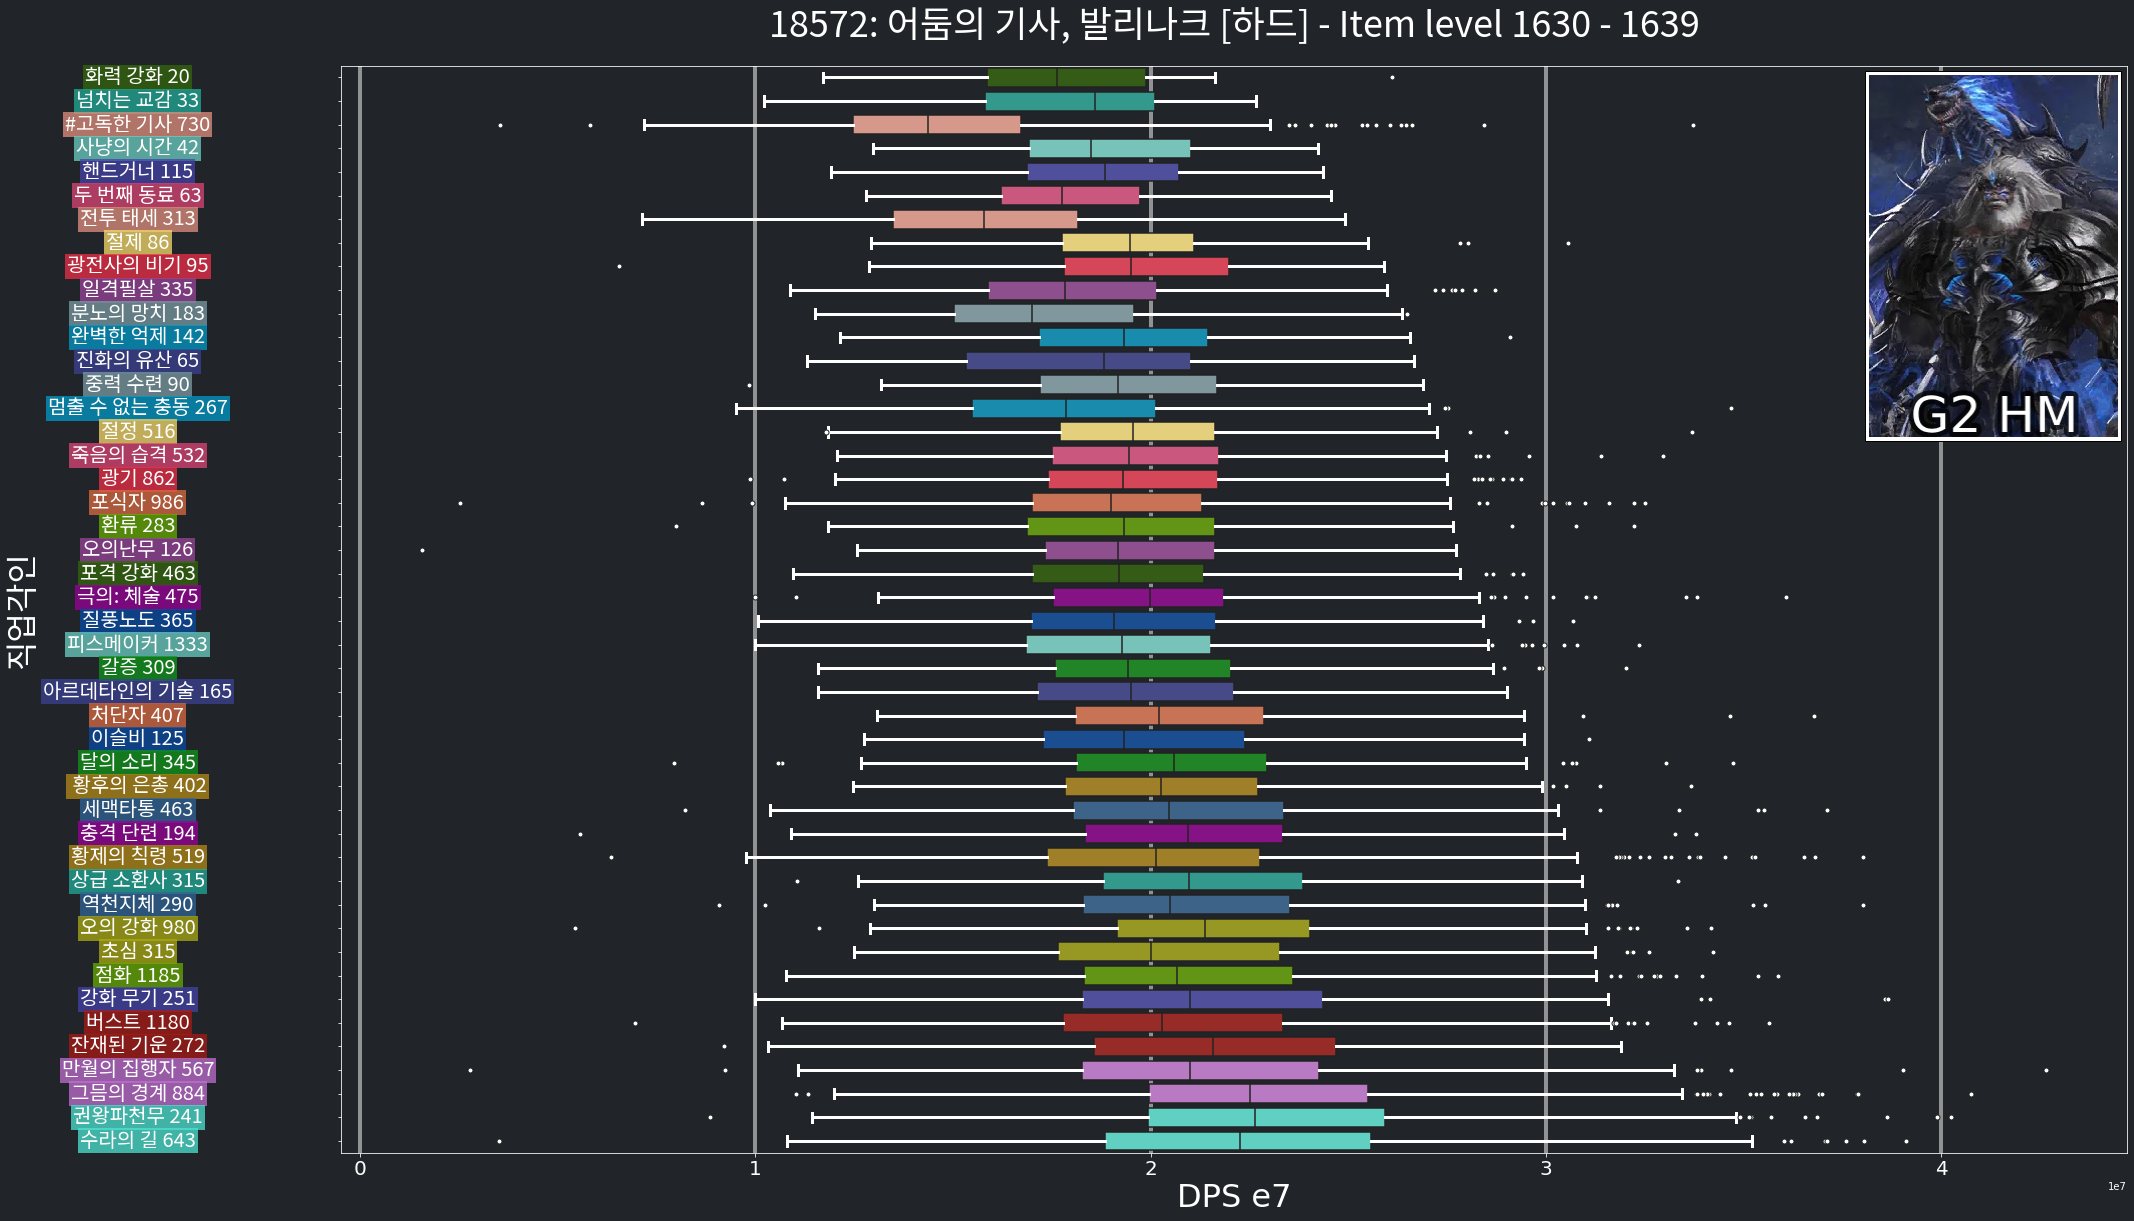 18572: 어둠의 기사, 발리나크 [하드] - Item level 1630 - 1639
화력 강화 20
넘치는 교감 33
#고독한 기사 730
사냥의 시간 42
핸드거너 115
두 번째 동료 63
전투 태세 313
절제 86
광전사의 비기 95
일격필살 335
분노의 망치 183
완벽한 억제 142
진화의 유산 65
중력 수련 90
멈출 수 없는 충동 267
절정 516
죽음의 습격 532
광기 862
포식자 986
환류 283
오의난무 126
포격 강화 463
극의: 체술 475
질풍노도 365
피스메이커 1333
갈증 309
아르데타인의 기술 165
처단자 407
이슬비 125
달의 소리 345
황후의 은총 402
세맥타통 463
충격 단련 194
황제의 칙령 519
상급 소환사 315
역천지체 290
오의 강화 980
초심 315
점화 1185
강화 무기 251
버스트 1180
잔재된 기운 272
만월의 집행자 567
그믐의 경계 884
권왕파천무 241
수라의 길 643
직업각인
G2 HM
0 1 2 3 4
DPS e7
1e7